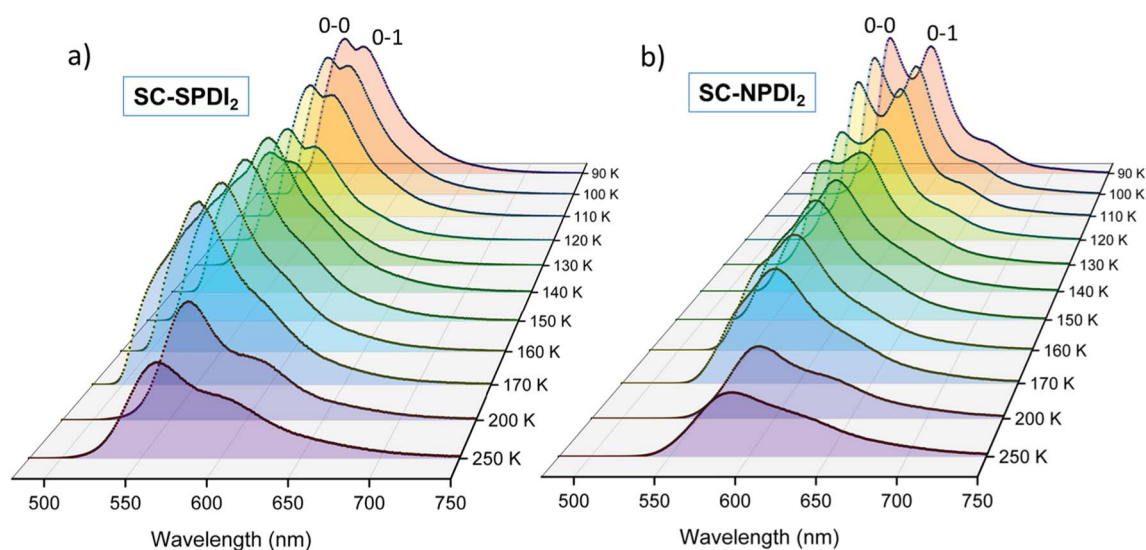 a)
SC-SPDI₂
0-0
0-1
90 K
100 K
110 K
120 K
130 K
140 K
150 K
160 K
170 K
200 K
250 K
500 550 600 650 700 750
Wavelength (nm)
b)
SC-NPDI₂
0-0
0-1
90 K
100 K
110 K
120 K
130 K
140 K
150 K
160 K
170 K
200 K
250 K
500 550 600 650 700 750
Wavelength (nm)